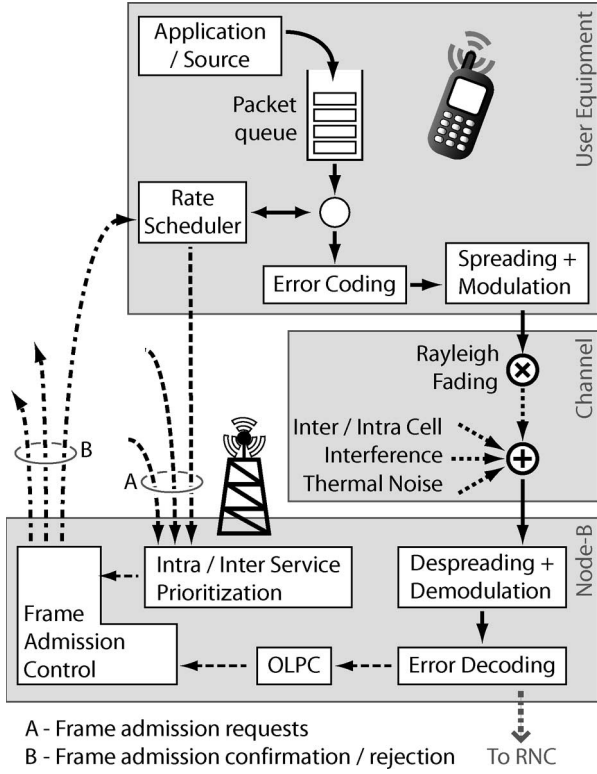 Application
/ Source
User Equipment
Packet
queue
Rate
Scheduler
Error Coding
Spreading +
Modulation
Channel
Rayleigh
Fading
Inter / Intra Cell
Interference
Thermal Noise
B
A
Node-B
Intra / Inter Service
Prioritization
Despreading +
Demodulation
Frame
Admission
Control
OLPC
Error Decoding
A - Frame admission requests
B - Frame admission confirmation / rejection
To RNC